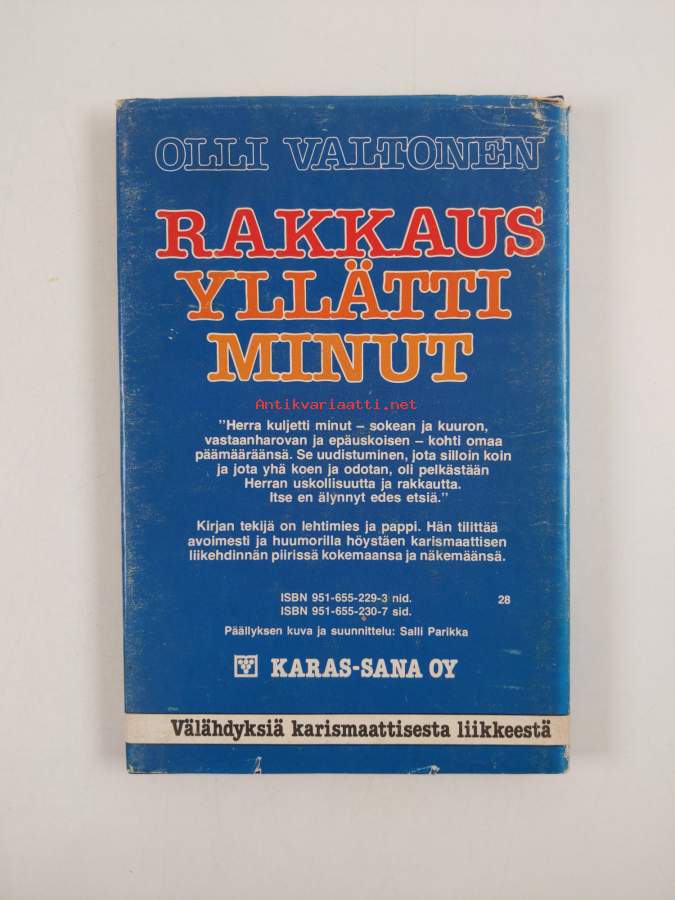 OLLI VALTONEN
RAKKAUS
YLLÄTTI
MINUT
Antikvariaatti.net
"Herra kuljetti minut – sokean ja kuuron,
vastaanharovan ja epäuskoisen – kohti omaa
päämääräänsä. Se uudistuminen, jota silloin koin
ja jota yhä koen ja odotan, oli pelkästään
Herran uskollisuutta ja rakkautta.
Itse en älynnyt edes etsiä."
Kirjan tekijä on lehtimies ja pappi. Hän tilittää
avoimesti ja huumorilla höystäen karismaattisen
liikehdinnän piirissä kokemaansa ja näkemäänsä.
ISBN 951-655-229-3 nid. 28
ISBN 951-655-230-7 sid.
Päällyksen kuva ja suunnittelu: Salli Parikka
KARAS-SANA OY
Välähdyksiä karismaattisesta liikkeestä